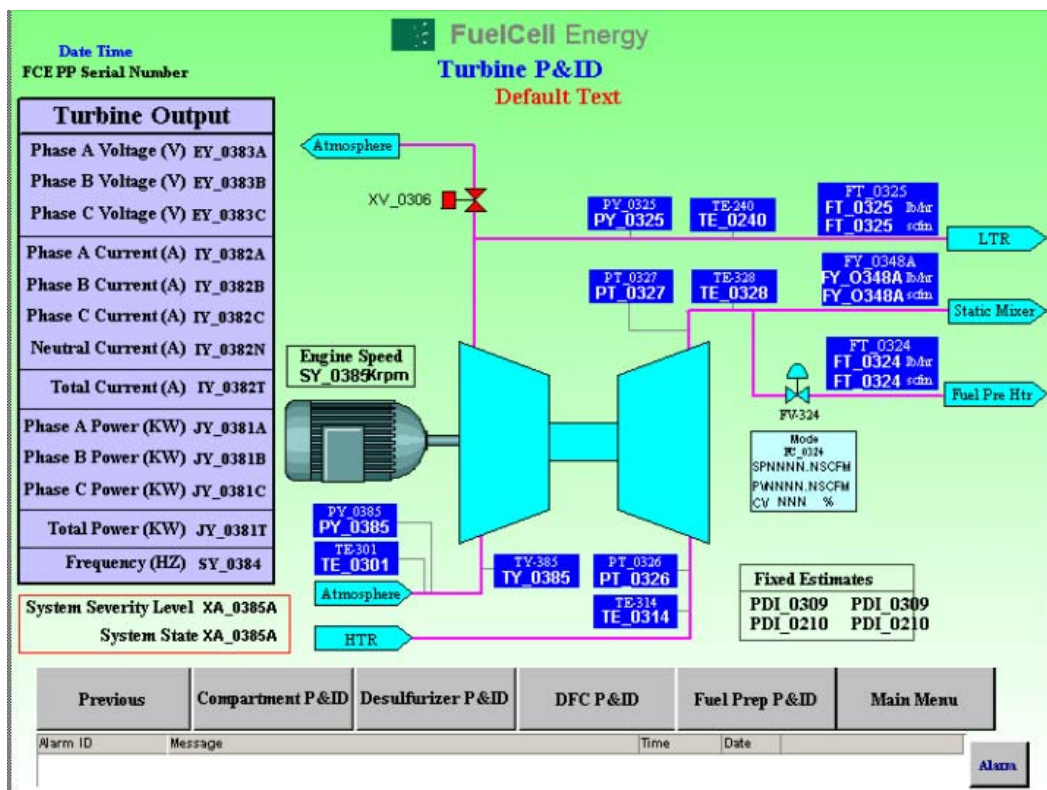 FuelCell Energy
Date Time
FCE PP Serial Number
Turbine P&ID
Default Text
Turbine Output
Phase A Voltage (V) EY_0383A
Phase B Voltage (V) EY_0383B
Phase C Voltage (V) EY_0383C
Phase A Current (A) IY_0382A
Phase B Current (A) IY_0382B
Phase C Current (A) IY_0382C
Neutral Current (A) IY_0382N
Total Current (A) IY_0382T
Phase A Power (KW) JY_0381A
Phase B Power (KW) JY_0381B
Phase C Power (KW) JY_0381C
Total Power (KW) JY_0381T
Frequency (HZ) SY_0384
System Severity Level XA_0385A
System State XA_0385A
Atmosphere
XV_0306
PY_0325
PY_0325
TE-240
TE_0240
FT_0325
FT_0325 lb/hr
FT_0325 scfm
LTR
PT_0327
PT_0327
TE-328
TE_0328
FY_0348A
FY_O348A lb/hr
FY_O348A scfm
Static Mixer
FT_0324
FT_0324 lb/hr
FT_0324 scfm
Fuel Pre Htr
FV-324
Mode
FC_0324
SPNNNN.NSCFM
PVNNNN.NSCFM
CV NNN %
Engine Speed
SY_0385Krpm
PY_0385
PY_0385
TE-301
TE_0301
Atmosphere
HTR
TY-385
TY_0385
PT_0326
PT_0326
TE-314
TE_0314
Fixed Estimates
PDI_0309 PDI_0309
PDI_0210 PDI_0210
Previous
Compartment P&ID
Desulfurizer P&ID
DFC P&ID
Fuel Prep P&ID
Main Menu
Alarm ID Message Time Date
Alarm